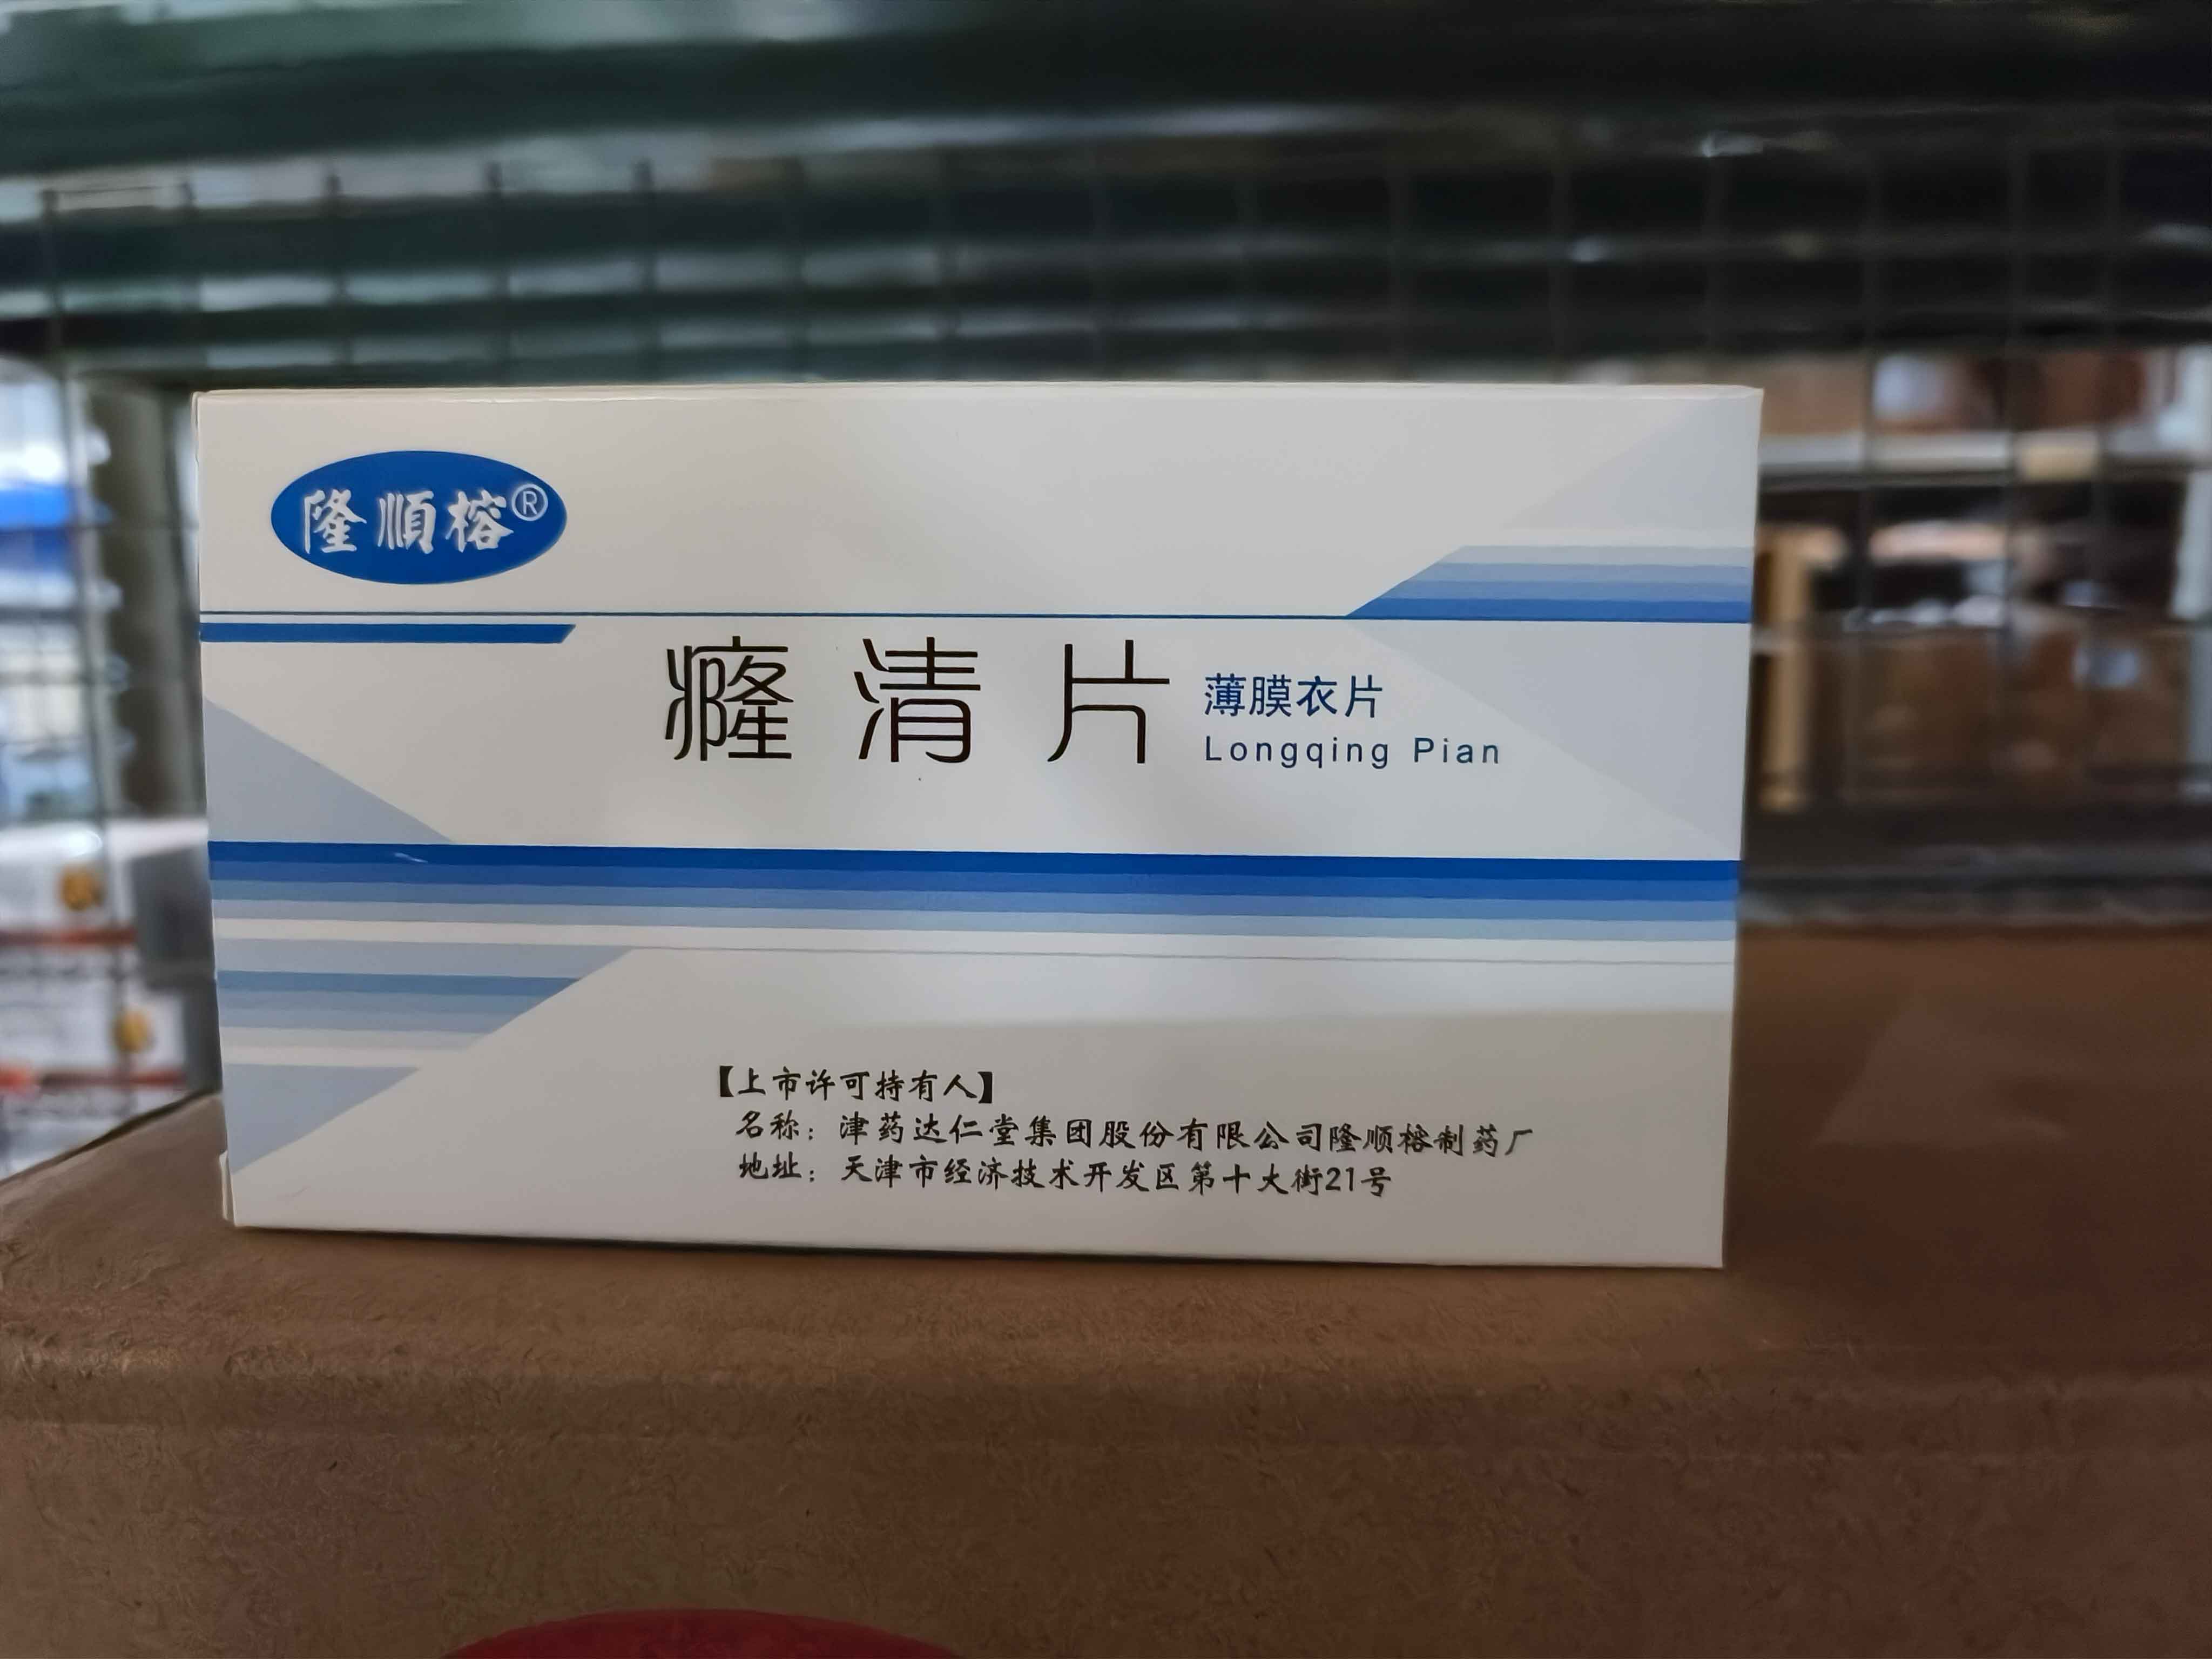 隆順榕®
癃清片
薄膜衣片
Longqing Pian
【上市许可持有人】
名称：津药达仁堂集团股份有限公司隆顺榕制药厂
地址：天津市经济技术开发区第十大街21号